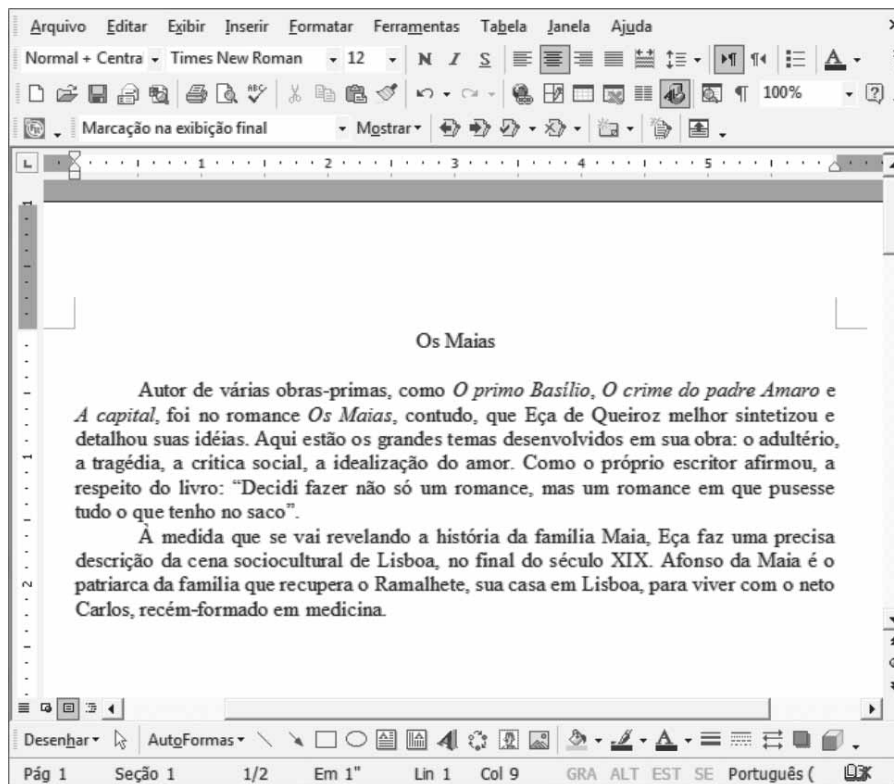 Arquivo Editar Exibir Inserir Formatar Ferramentas Tabela Janela Ajuda
Normal + Centra Times New Roman 12 N I S
ABC 100%
Marcação na exibição final Mostrar
1 2 3 4 5
Os Maias
Autor de várias obras-primas, como O primo Basílio, O crime do padre Amaro e
A capital, foi no romance Os Maias, contudo, que Eça de Queiroz melhor sintetizou e
detalhou suas idéias. Aqui estão os grandes temas desenvolvidos em sua obra: o adultério,
a tragédia, a crítica social, a idealização do amor. Como o próprio escritor afirmou, a
respeito do livro: “Decidi fazer não só um romance, mas um romance em que pusesse
tudo o que tenho no saco”.
À medida que se vai revelando a história da família Maia, Eça faz uma precisa
descrição da cena sociocultural de Lisboa, no final do século XIX. Afonso da Maia é o
patriarca da família que recupera o Ramalhete, sua casa em Lisboa, para viver com o neto
Carlos, recém-formado em medicina.
Desenhar AutoFormas
Pág 1 Seção 1 1/2 Em 1" Lin 1 Col 9 GRA ALT EST SE Português (